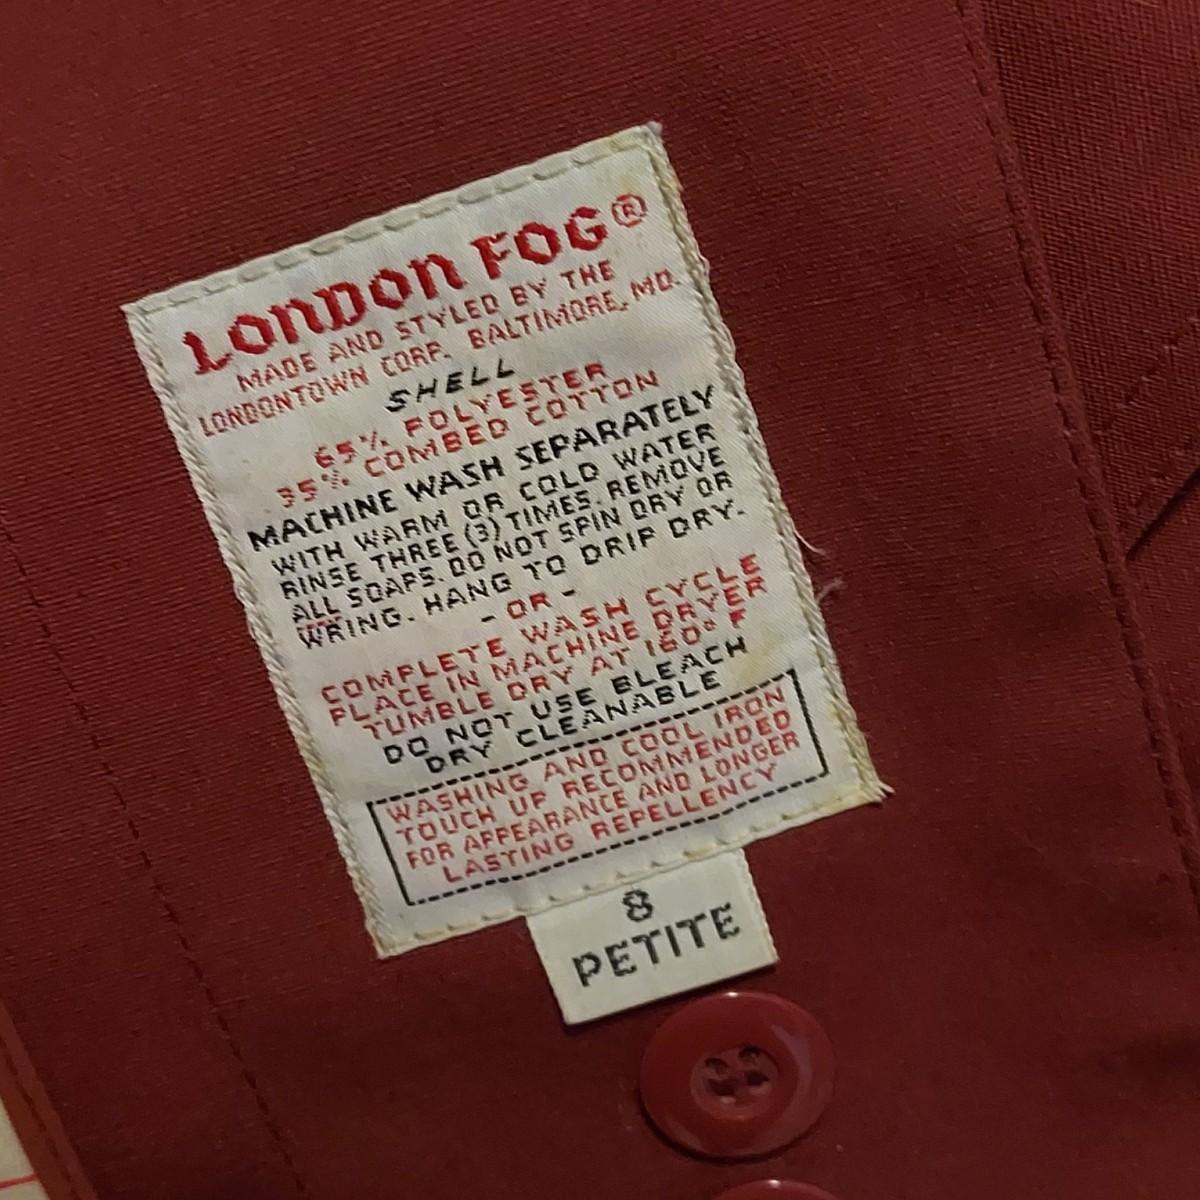 LONDON FOG®
MADE AND STYLED BY THE
LONDONTOWN CORP. BALTIMORE, MD.
SHELL
65% POLYESTER
35% COMBED COTTON
MACHINE WASH SEPARATELY
WITH WARM OR COLD WATER
RINSE THREE (3) TIMES. REMOVE
ALL SOAPS. DO NOT SPIN DRY OR
WRING. HANG TO DRIP DRY.
- OR -
COMPLETE WASH CYCLE
PLACE IN MACHINE DRYER
TUMBLE DRY AT 160° F
DO NOT USE BLEACH
DRY CLEANABLE
WASHING AND COOL IRON
TOUCH UP RECOMMENDED
FOR APPEARANCE AND LONGER
LASTING REPELLENCY
8
PETITE